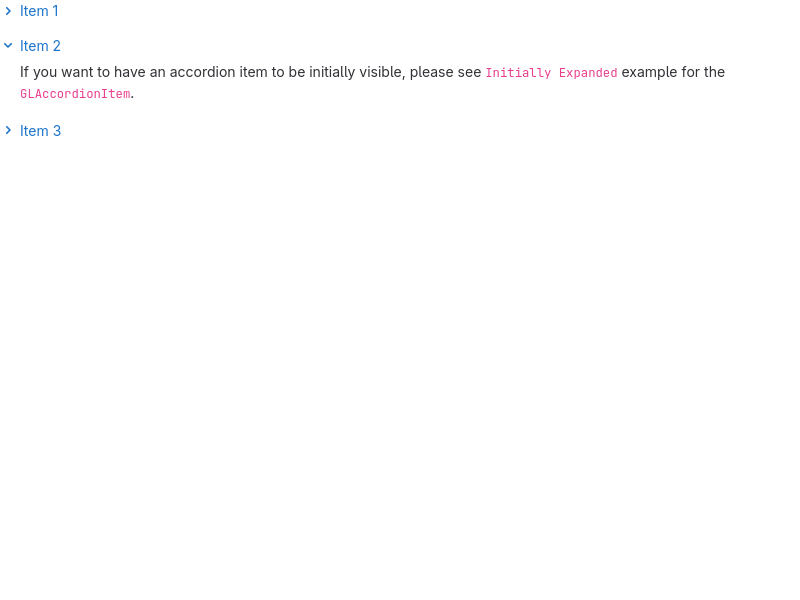 Item 1
Item 2
If you want to have an accordion item to be initially visible, please see Initially Expanded example for the
GLAccordionItem.
Item 3